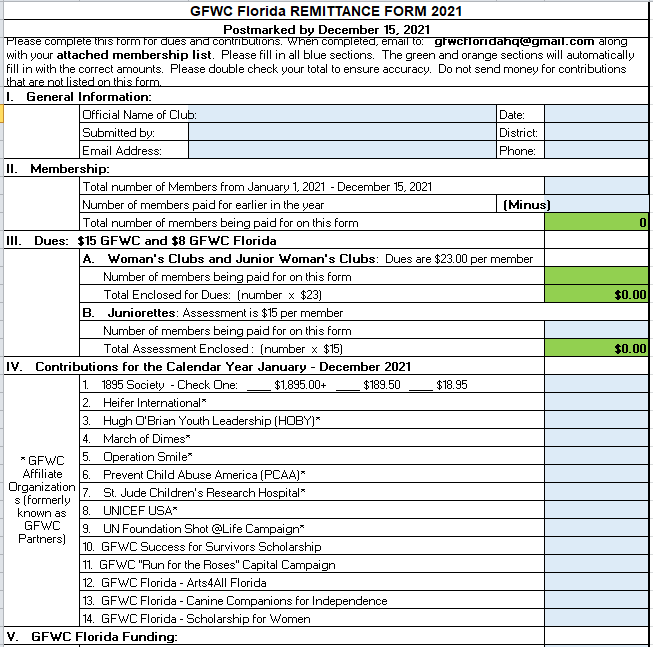 GFWC Florida REMITTANCE FORM 2021
Postmarked by December 15, 2021
Please complete this form for dues and contributions. When completed, email to: gfwcfloridahq@gmail.com along
with your attached membership list. Please fill in all blue sections. The green and orange sections will automatically
fill in with the correct amounts. Please double check your total to ensure accuracy. Do not send money for contributions
that are not listed on this form.
I. General Information:
Official Name of Club: Date:
Submitted by: District:
Email Address: Phone:
II. Membership:
Total number of Members from January 1, 2021 - December 15, 2021
Number of members paid for earlier in the year (Minus)
Total number of members being paid for on this form 0
III. Dues: $15 GFWC and $8 GFWC Florida
A. Woman's Clubs and Junior Woman's Clubs: Dues are $23.00 per member
Number of members being paid for on this form
Total Enclosed for Dues: (number x $23) $0.00
B. Juniorettes: Assessment is $15 per member
Number of members being paid for on this form
Total Assessment Enclosed: (number x $15) $0.00
IV. Contributions for the Calendar Year January - December 2021
* GFWC
Affiliate
Organization
s (formerly
known as
GFWC
Partners)
1. 1895 Society - Check One: ____ $1,895.00+ ____ $189.50 ____ $18.95
2. Heifer International*
3. Hugh O'Brian Youth Leadership (HOBY)*
4. March of Dimes*
5. Operation Smile*
6. Prevent Child Abuse America (PCAA)*
7. St. Jude Children's Research Hospital*
8. UNICEF USA*
9. UN Foundation Shot @Life Campaign*
10. GFWC Success for Survivors Scholarship
11. GFWC "Run for the Roses" Capital Campaign
12. GFWC Florida - Arts4All Florida
13. GFWC Florida - Canine Companions for Independence
14. GFWC Florida - Scholarship for Women
V. GFWC Florida Funding: